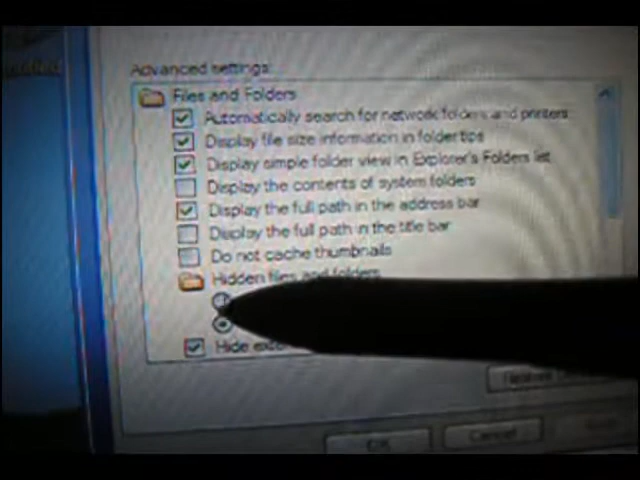 Advanced settings:
Files and Folders
Automatically search for network folders and printers
Display file size information in folder tips
Display simple folder view in Explorer's Folders list
Display the contents of system folders
Display the full path in the address bar
Display the full path in the title bar
Do not cache thumbnails
Hidden files and folders
Hide
Restore
OK
Cancel